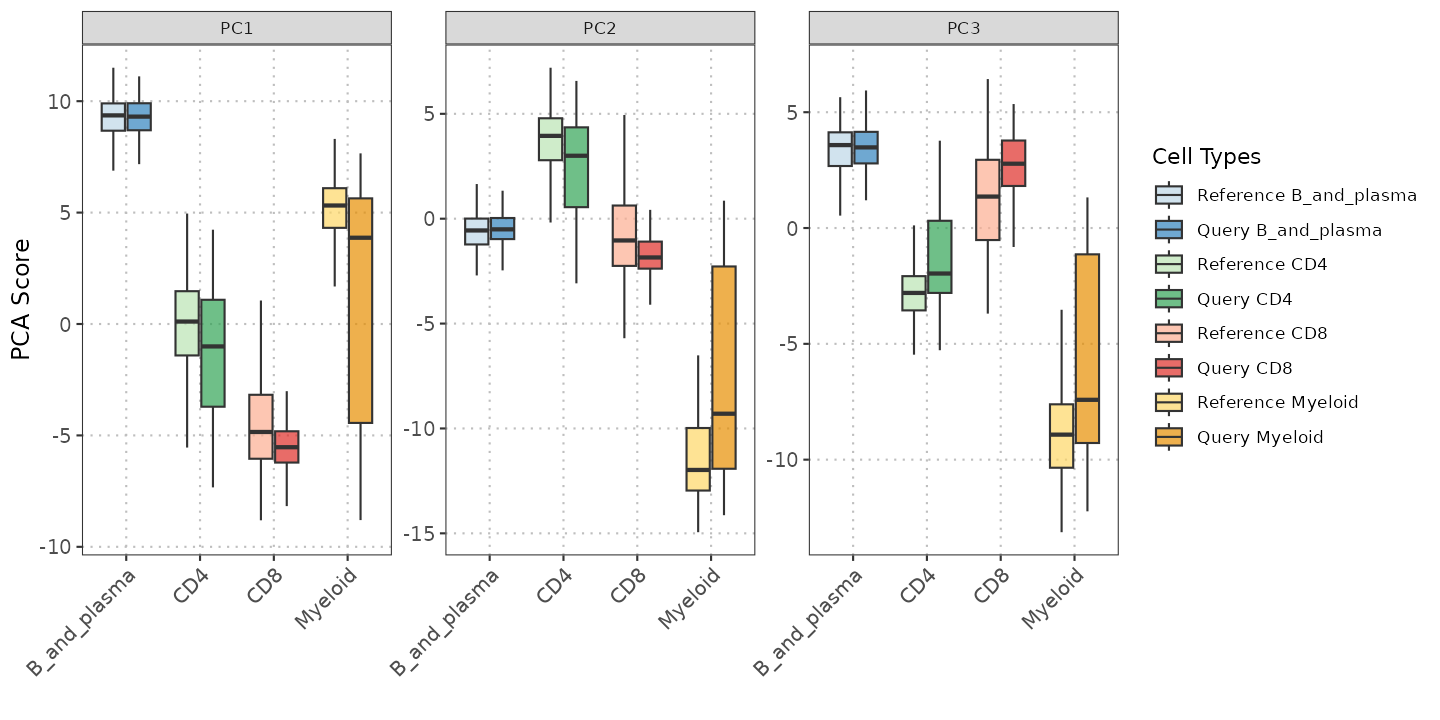 PC1
PC2
PC3
PCA Score
10
5
0
-5
-10
5
0
-5
-10
-15
5
0
-5
-10
B_and_plasma
CD4
CD8
Myeloid
B_and_plasma
CD4
CD8
Myeloid
B_and_plasma
CD4
CD8
Myeloid
Cell Types
Reference B_and_plasma
Query B_and_plasma
Reference CD4
Query CD4
Reference CD8
Query CD8
Reference Myeloid
Query Myeloid